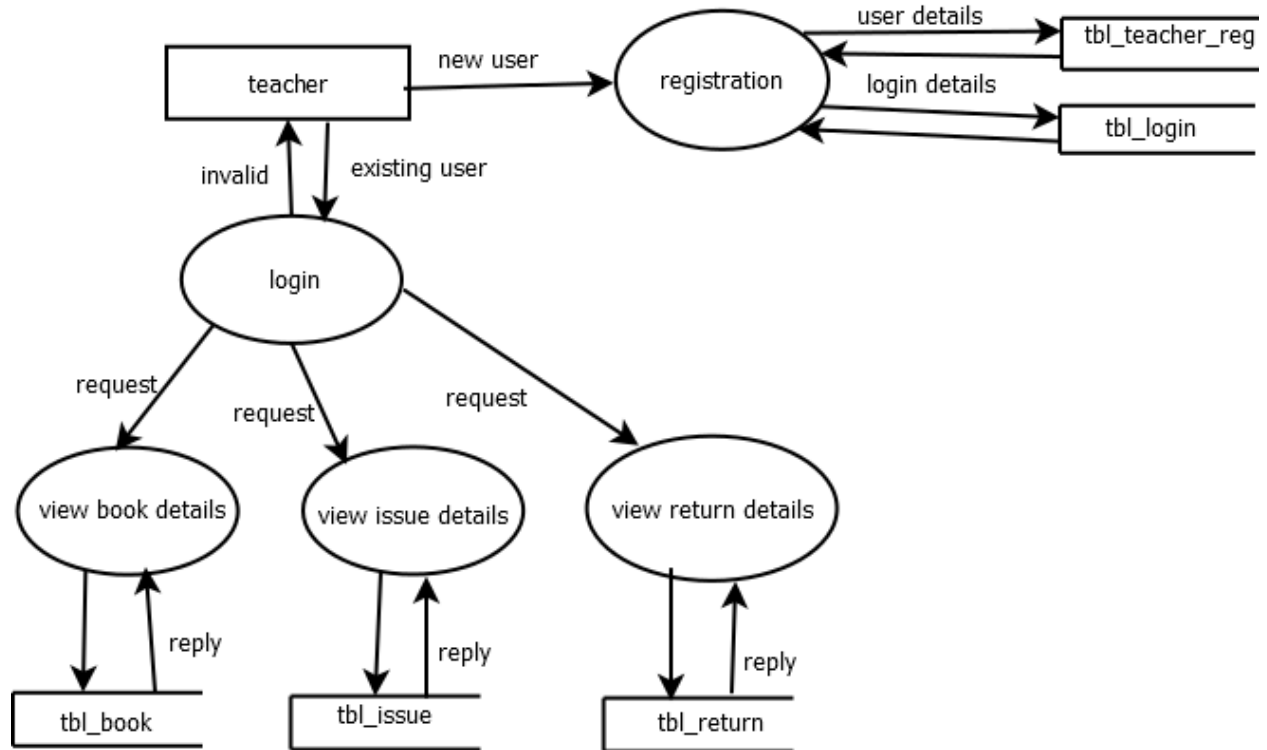 user details
tbl_teacher_reg
teacher
new user
registration
login details
tbl_login
invalid
existing user
login
request
request
request
view book details
view issue details
view return details
reply
reply
reply
tbl_book
tbl_issue
tbl_return